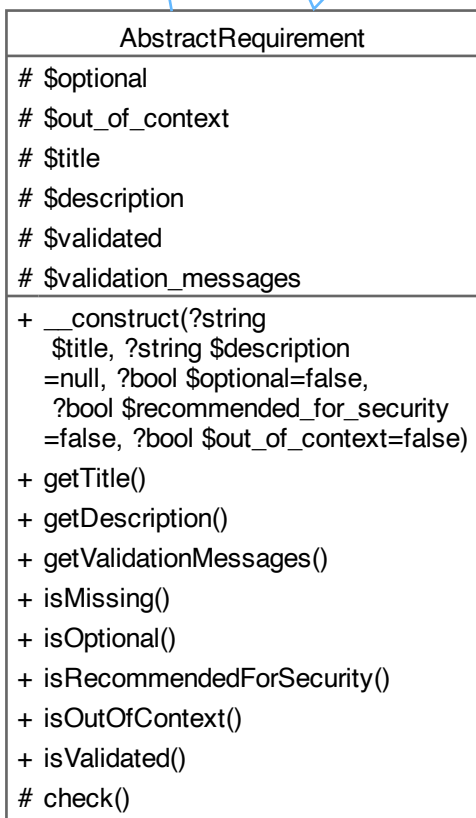 AbstractRequirement
# $optional
# $out_of_context
# $title
# $description
# $validated
# $validation_messages
+ __construct(?string
$title, ?string $description
=null, ?bool $optional=false,
?bool $recommended_for_security
=false, ?bool $out_of_context=false)
+ getTitle()
+ getDescription()
+ getValidationMessages()
+ isMissing()
+ isOptional()
+ isRecommendedForSecurity()
+ isOutOfContext()
+ isValidated()
# check()